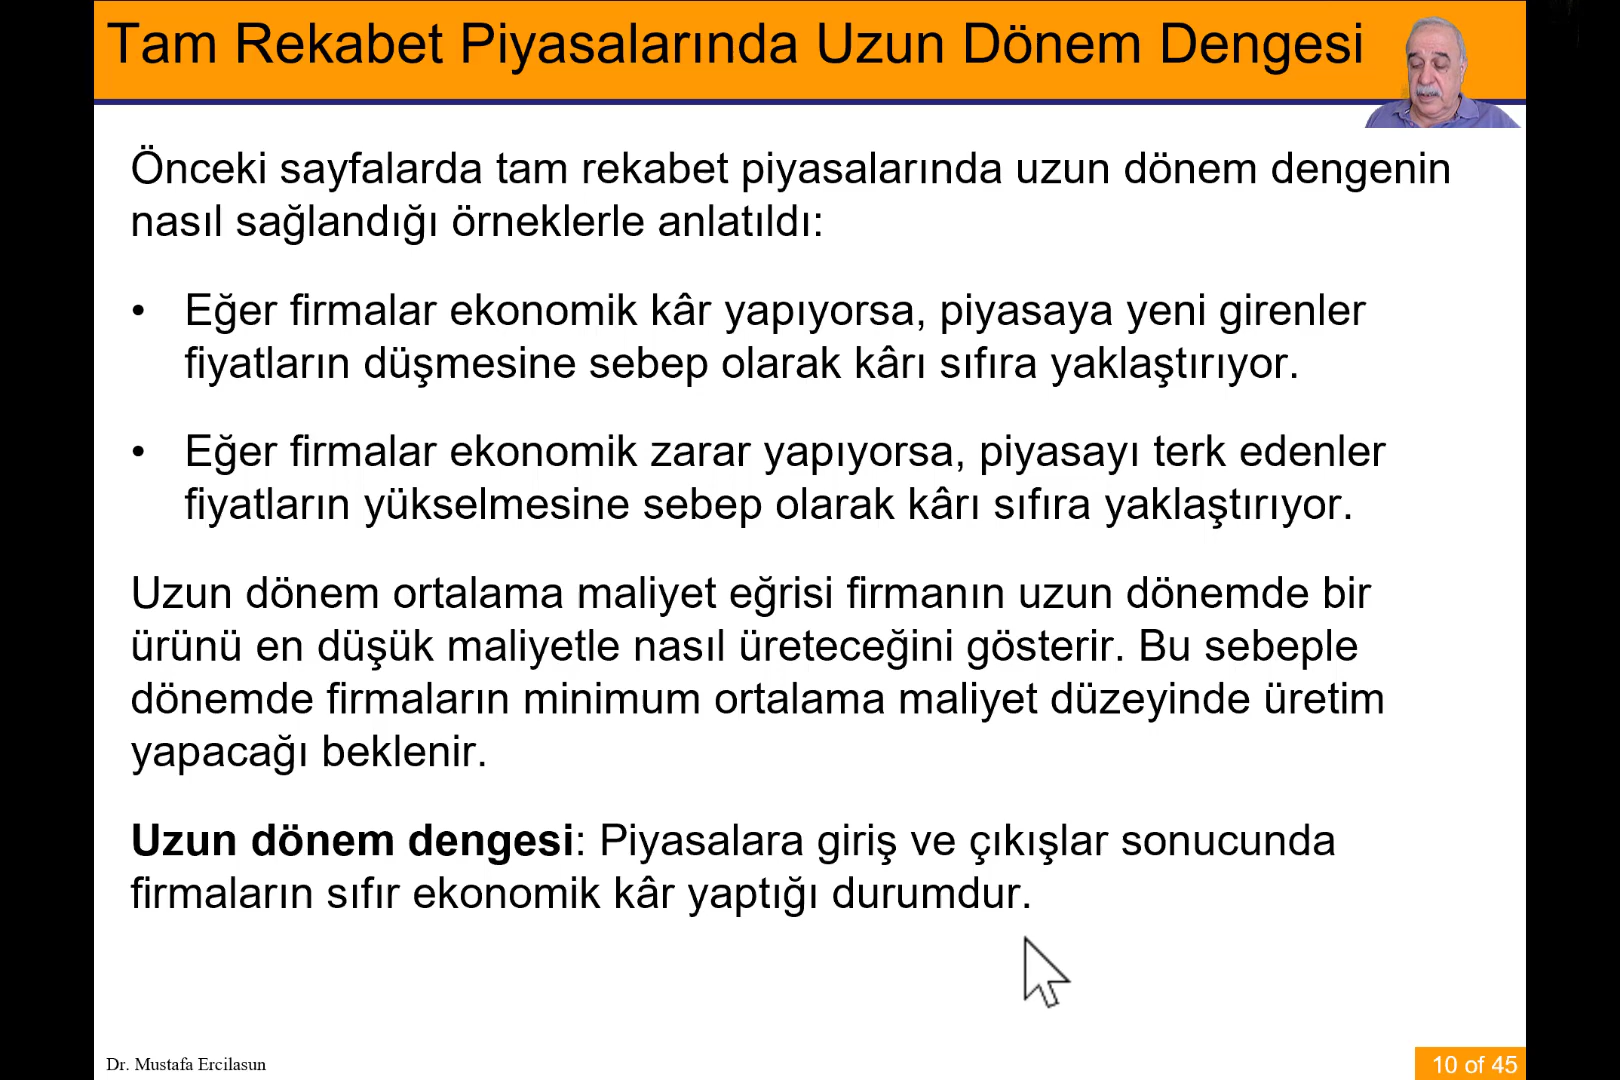 Tam Rekabet Piyasalarında Uzun Dönem Dengesi
Önceki sayfalarda tam rekabet piyasalarında uzun dönem dengenin
nasıl sağlandığı örneklerle anlatıldı:
• Eğer firmalar ekonomik kâr yapıyorsa, piyasaya yeni girenler
fiyatların düşmesine sebep olarak kârı sıfıra yaklaştırıyor.
• Eğer firmalar ekonomik zarar yapıyorsa, piyasayı terk edenler
fiyatların yükselmesine sebep olarak kârı sıfıra yaklaştırıyor.
Uzun dönem ortalama maliyet eğrisi firmanın uzun dönemde bir
ürünü en düşük maliyetle nasıl üreteceğini gösterir. Bu sebeple
dönemde firmaların minimum ortalama maliyet düzeyinde üretim
yapacağı beklenir.
Uzun dönem dengesi: Piyasalara giriş ve çıkışlar sonucunda
firmaların sıfır ekonomik kâr yaptığı durumdur.
Dr. Mustafa Ercilasun
10 of 45